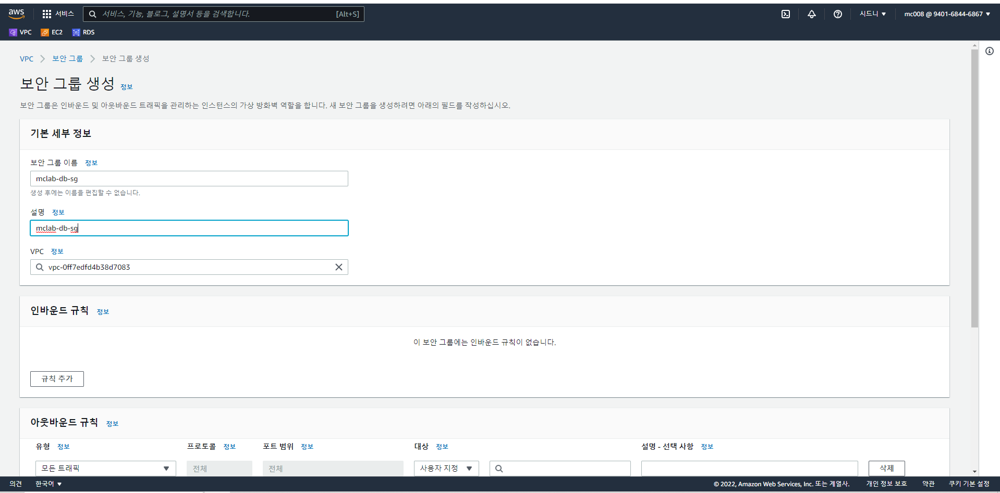 aws 서비스 서비스, 기능, 블로그, 설명서 등을 검색합니다. [Alt+S] 시드니 mc008 @ 9401-6844-6867
VPC EC2 RDS
VPC 보안 그룹 보안 그룹 생성
보안 그룹 생성 정보
보안 그룹은 인바운드 및 아웃바운드 트래픽을 관리하는 인스턴스의 가상 방화벽 역할을 합니다. 새 보안 그룹을 생성하려면 아래의 필드를 작성하십시오.
기본 세부 정보
보안 그룹 이름 정보
mclab-db-sg
생성 후에는 이름을 편집할 수 없습니다.
설명 정보
mclab-db-sg
VPC 정보
vpc-0ff7edfd4b38d7083
인바운드 규칙 정보
이 보안 그룹에는 인바운드 규칙이 없습니다.
규칙 추가
아웃바운드 규칙 정보
유형 정보 프로토콜 정보 포트 범위 정보 대상 정보 설명 - 선택 사항 정보
모든 트래픽 전체 전체 사용자 지정 삭제
의견 한국어 © 2022, Amazon Web Services, Inc. 또는 계열사. 개인 정보 보호 약관 쿠키 기본 설정